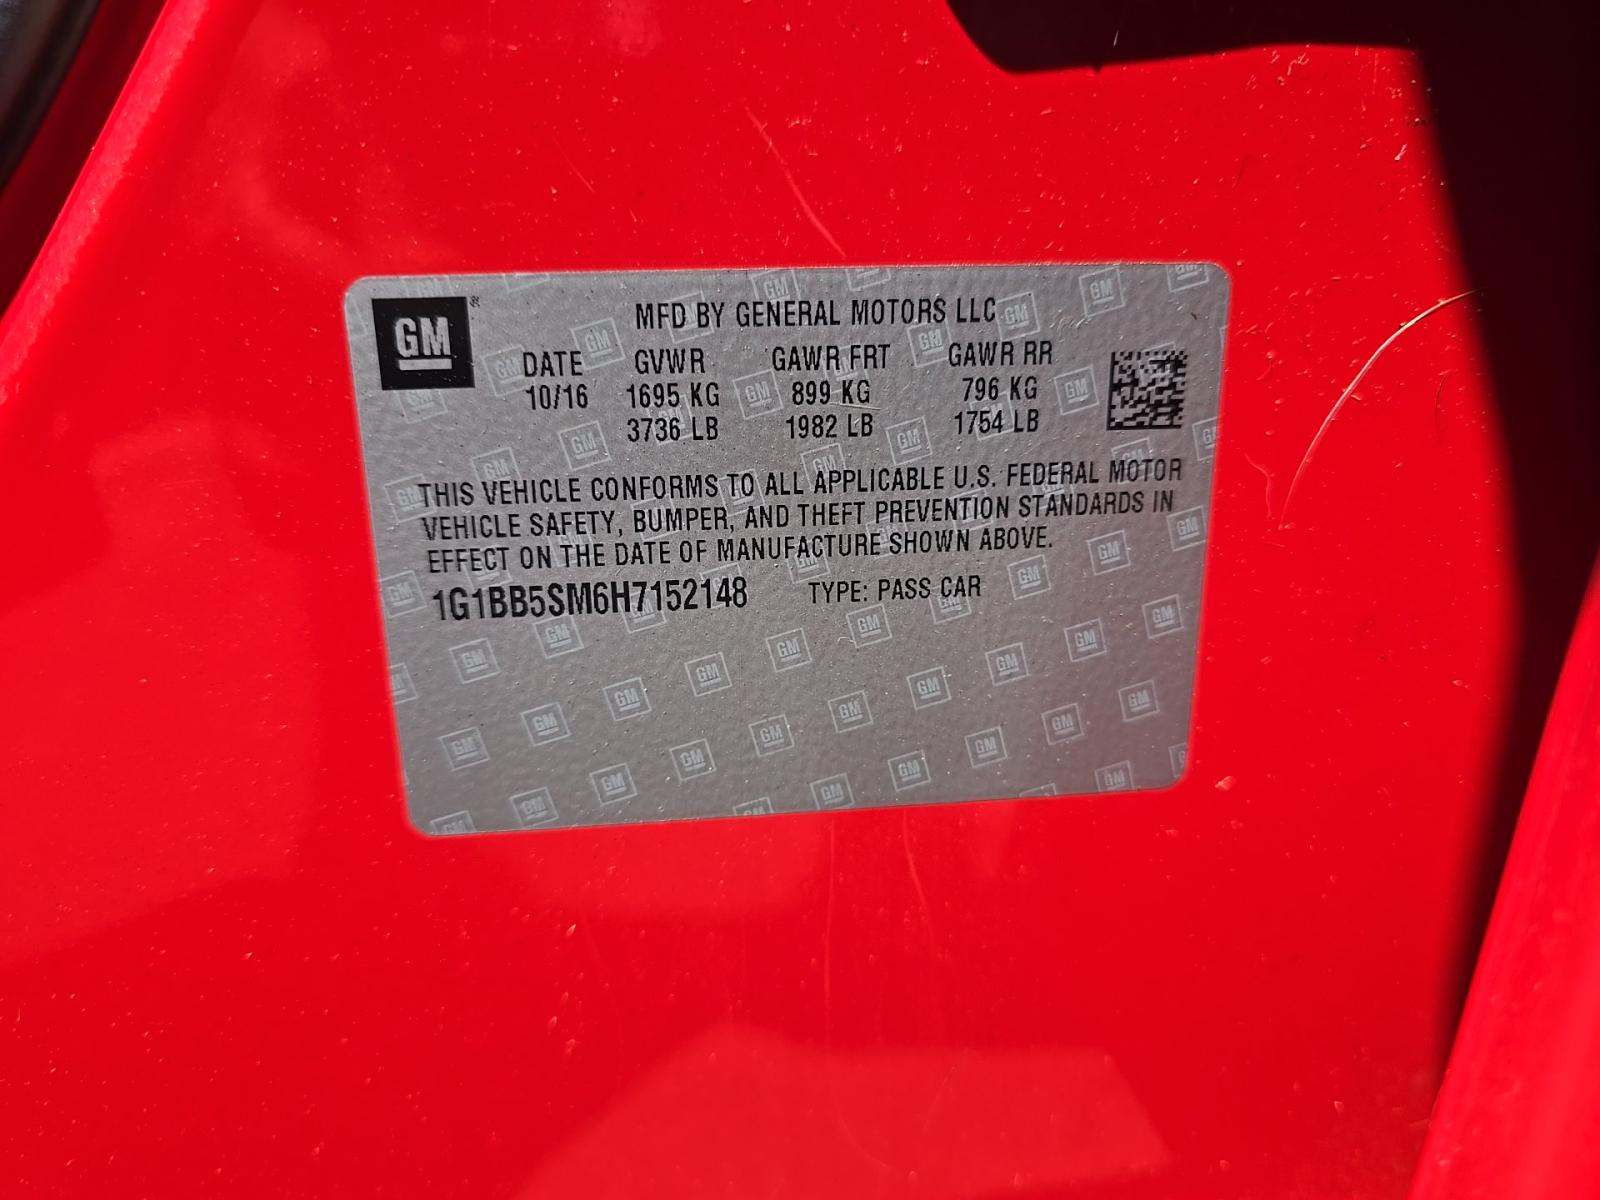 GM®
MFD BY GENERAL MOTORS LLC
DATE GVWR GAWR FRT GAWR RR
10/16 1695 KG 899 KG 796 KG
3736 LB 1982 LB 1754 LB
THIS VEHICLE CONFORMS TO ALL APPLICABLE U.S. FEDERAL MOTOR
VEHICLE SAFETY, BUMPER, AND THEFT PREVENTION STANDARDS IN
EFFECT ON THE DATE OF MANUFACTURE SHOWN ABOVE.
1G1BB5SM6H7152148 TYPE: PASS CAR